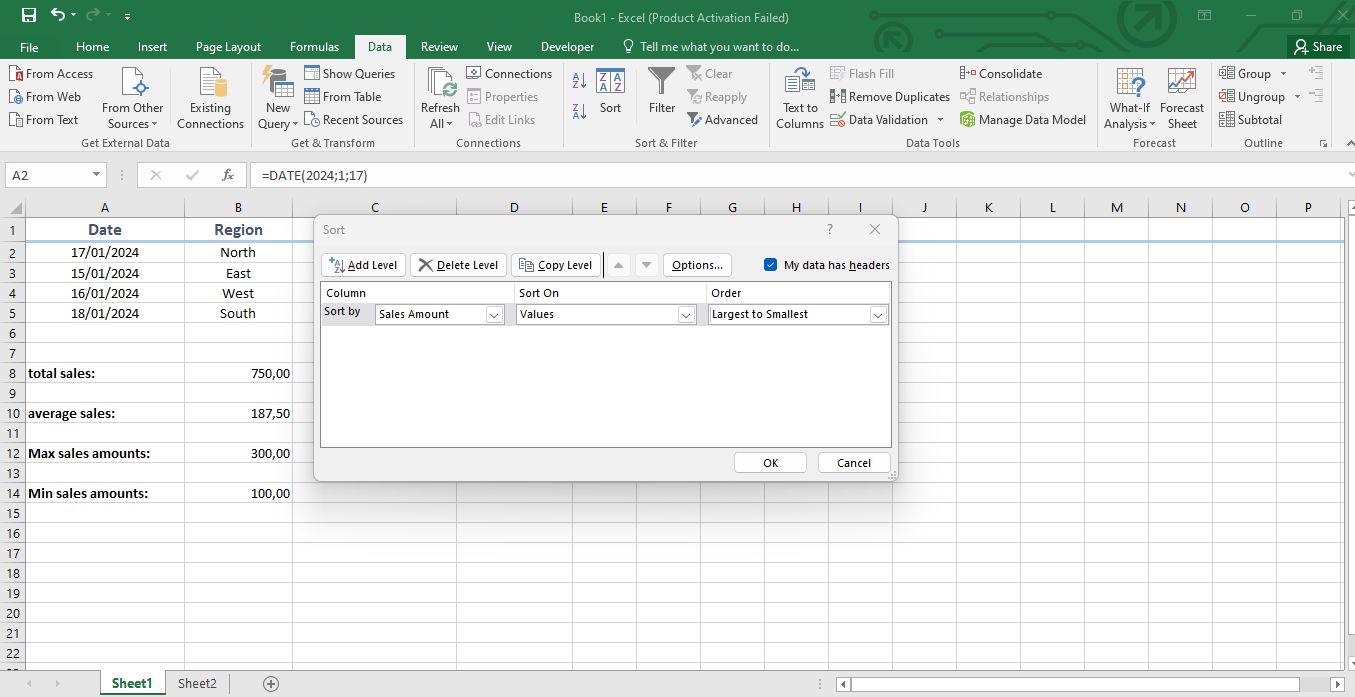 Book1 - Excel (Product Activation Failed)
File Home Insert Page Layout Formulas Data Review View Developer Tell me what you want to do... Share
From Access
From Web
From Text
From Other Sources
Existing Connections
Get External Data
New Query
Show Queries
From Table
Recent Sources
Get & Transform
Refresh All
Connections
Properties
Edit Links
Connections
Sort
Filter
Clear
Reapply
Advanced
Sort & Filter
Text to Columns
Flash Fill
Remove Duplicates
Data Validation
Consolidate
Relationships
Manage Data Model
Data Tools
What-If Analysis
Forecast Sheet
Forecast
Group
Ungroup
Subtotal
Outline
A2 fx =DATE(2024;1;17)
A B C D E F G H I J K L M N O P
1 Date Region
2 17/01/2024 North
3 15/01/2024 East
4 16/01/2024 West
5 18/01/2024 South
6
7
8 total sales: 750,00
9
10 average sales: 187,50
11
12 Max sales amounts: 300,00
13
14 Min sales amounts: 100,00
15
16
17
18
19
20
21
22
Sort ?
Add Level Delete Level Copy Level Options... My data has headers
Column Sort On Order
Sort by Sales Amount Values Largest to Smallest
OK Cancel
Sheet1 Sheet2